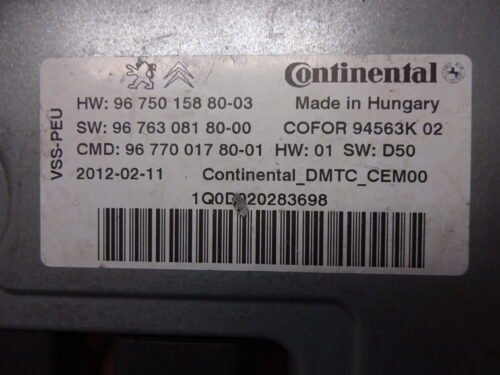 Continental
HW: 96 750 158 80-03 Made in Hungary
SW: 96 763 081 80-00 COFOR 94563K 02
CMD: 96 770 017 80-01 HW: 01 SW: D50
2012-02-11 Continental_DMTC_CEM00
VSS-PEU